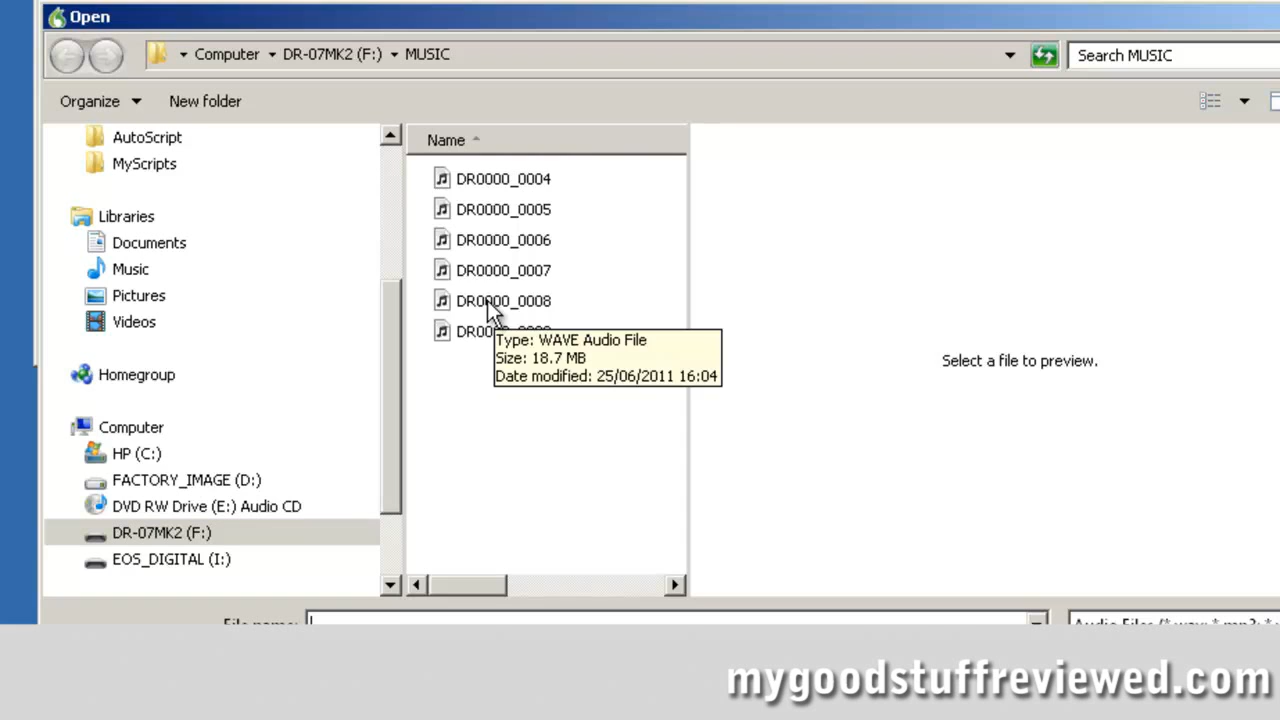 Open
Computer DR-07MK2 (F:) MUSIC
Search MUSIC
Organize New folder
AutoScript
MyScripts
Libraries
Documents
Music
Pictures
Videos
Homegroup
Computer
HP (C:)
FACTORY_IMAGE (D:)
DVD RW Drive (E:) Audio CD
DR-07MK2 (F:)
EOS_DIGITAL (I:)
Name
DR0000_0004
DR0000_0005
DR0000_0006
DR0000_0007
DR0000_0008
Type: WAVE Audio File
Size: 18.7 MB
Date modified: 25/06/2011 16:04
Select a file to preview.
File name:
mygoodstuffreviewed.com